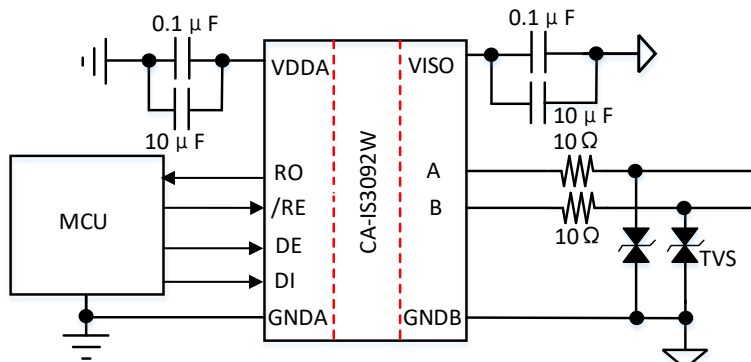 0.1 μ F
0.1 μ F
VDDA
VISO
10 μ F
10 μ F
10 Ω
MCU
RO
/RE
DE
DI
GNDA
CA-IS3092W
A
B
GNDB
10 Ω
TVS